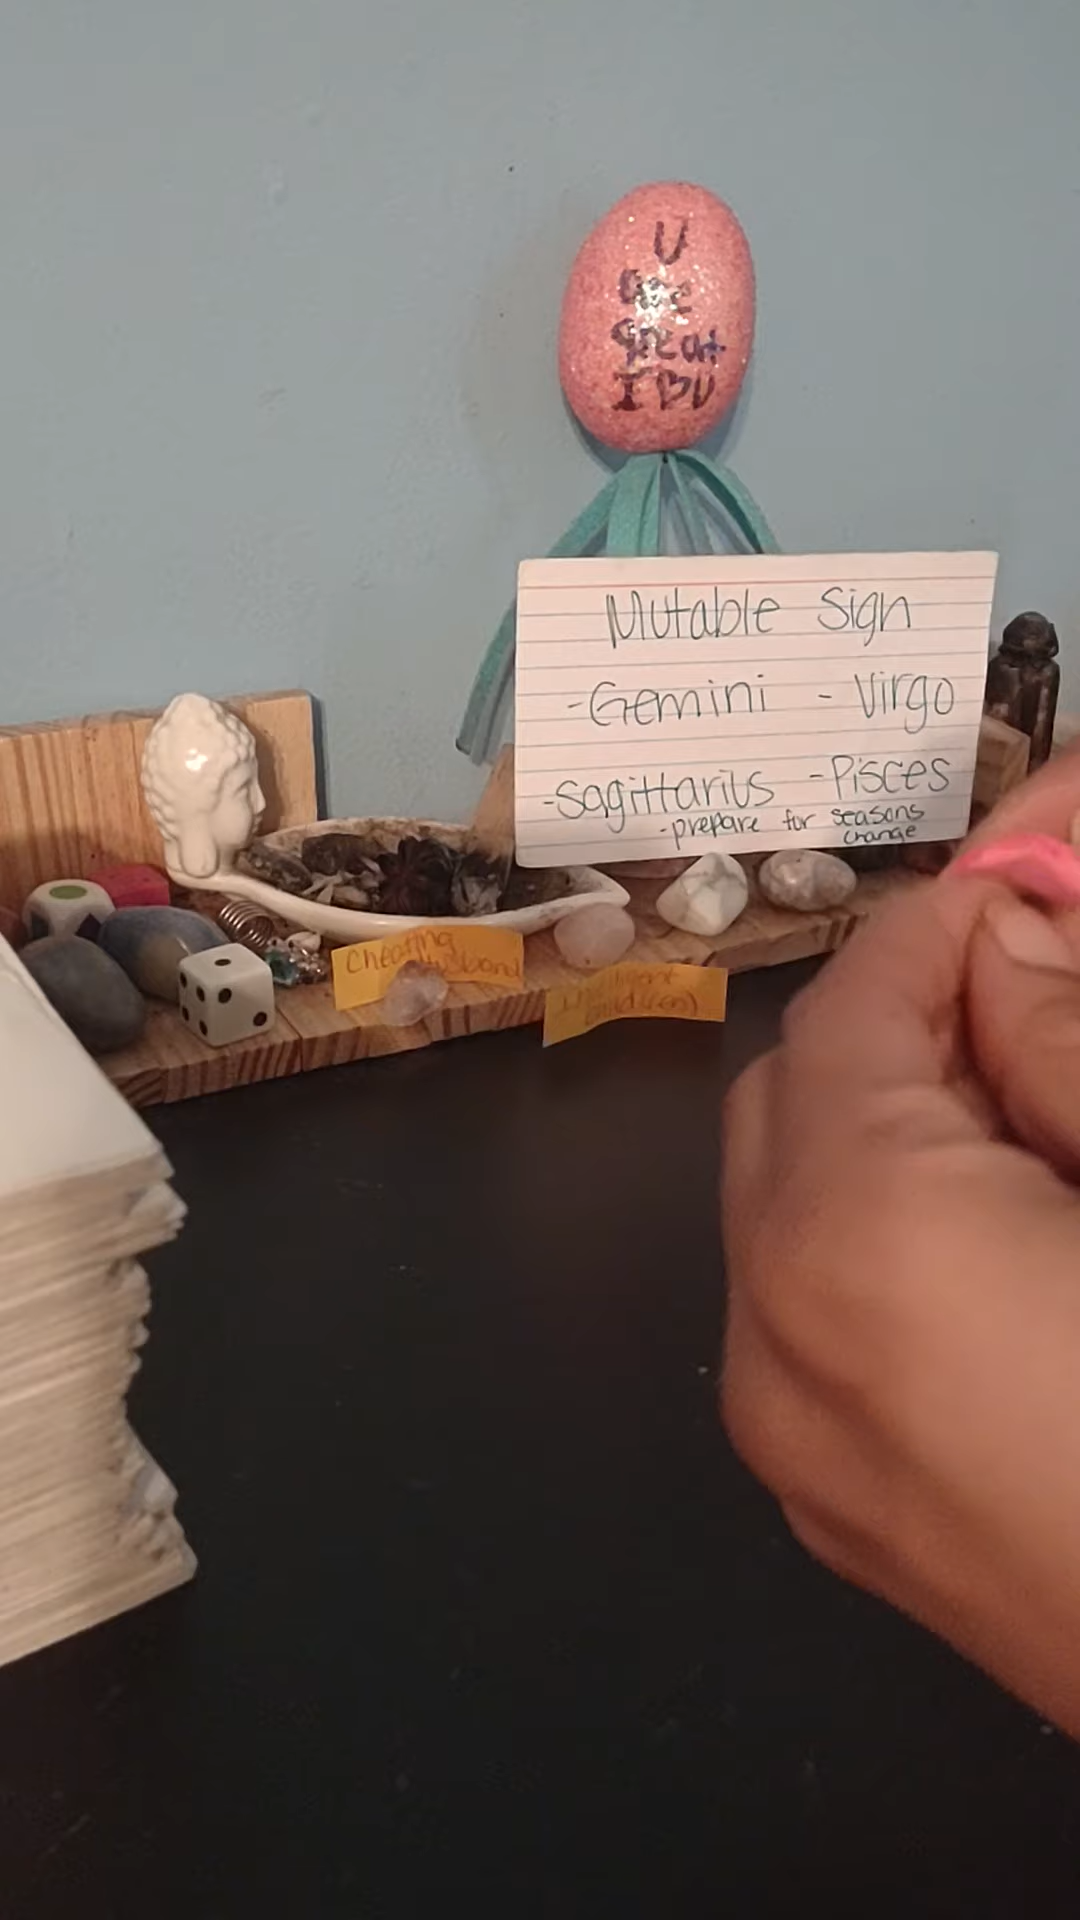 U
are
great
I ♡ U
Mutable Sign
- Gemini - Virgo
- Sagittarius - Pisces
- prepare for seasons
change
Cheating
Husband